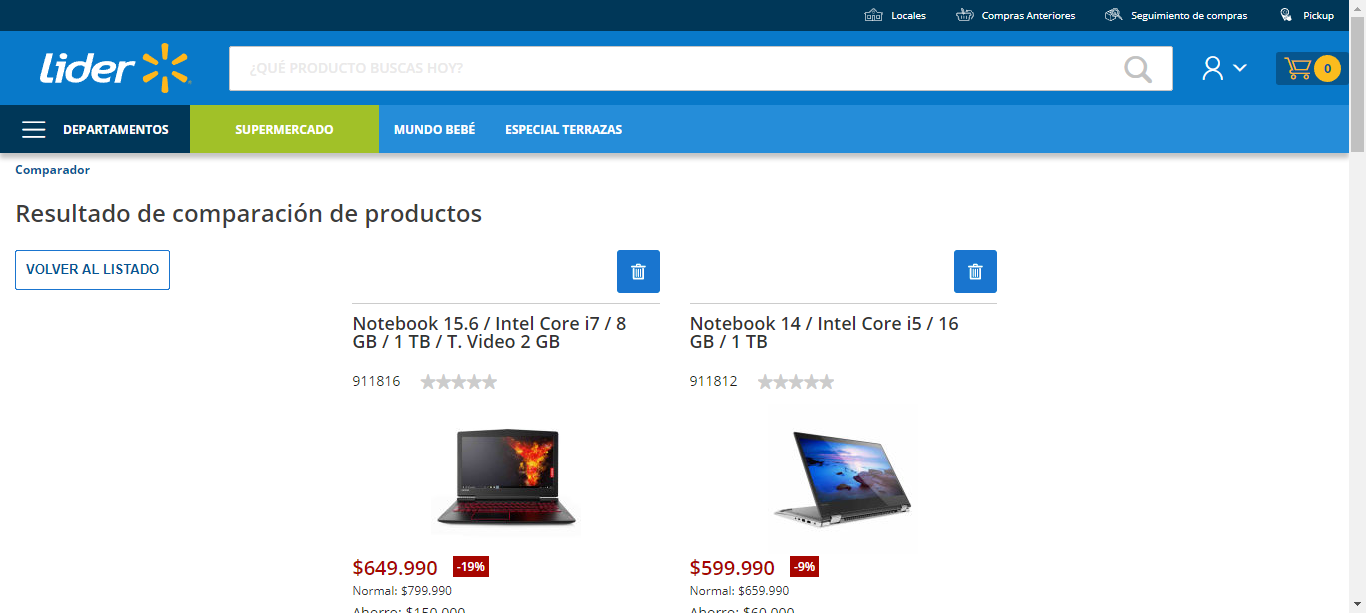 Locales
Compras Anteriores
Seguimiento de compras
Pickup
Lider
¿QUÉ PRODUCTO BUSCAS HOY?
0
DEPARTAMENTOS
SUPERMERCADO
MUNDO BEBÉ
ESPECIAL TERRAZAS
Comparador
Resultado de comparación de productos
VOLVER AL LISTADO
Notebook 15.6 / Intel Core i7 / 8
GB / 1 TB / T. Video 2 GB
911816
$649.990 -19%
Normal: $799.990
Ahorro: $150.000
Notebook 14 / Intel Core i5 / 16
GB / 1 TB
911812
$599.990 -9%
Normal: $659.990
Ahorro: $60.000